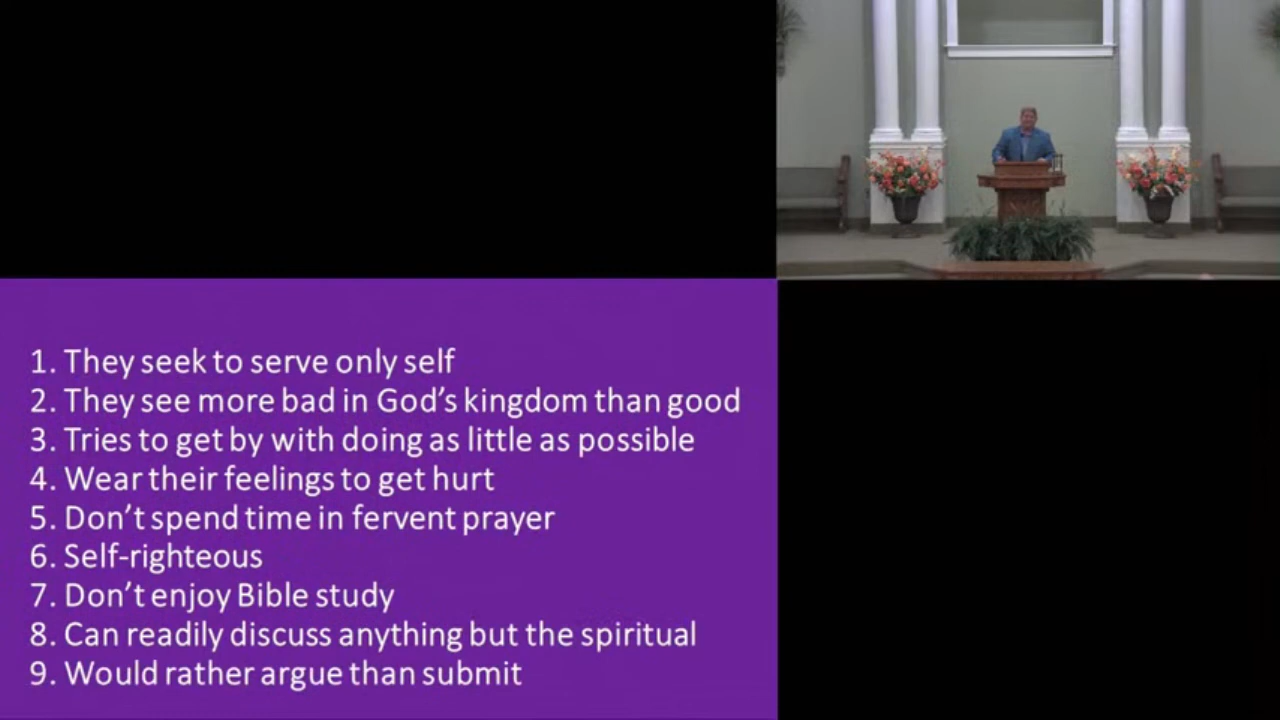 1. They seek to serve only self
2. They see more bad in God's kingdom than good
3. Tries to get by with doing as little as possible
4. Wear their feelings to get hurt
5. Don't spend time in fervent prayer
6. Self-righteous
7. Don't enjoy Bible study
8. Can readily discuss anything but the spiritual
9. Would rather argue than submit